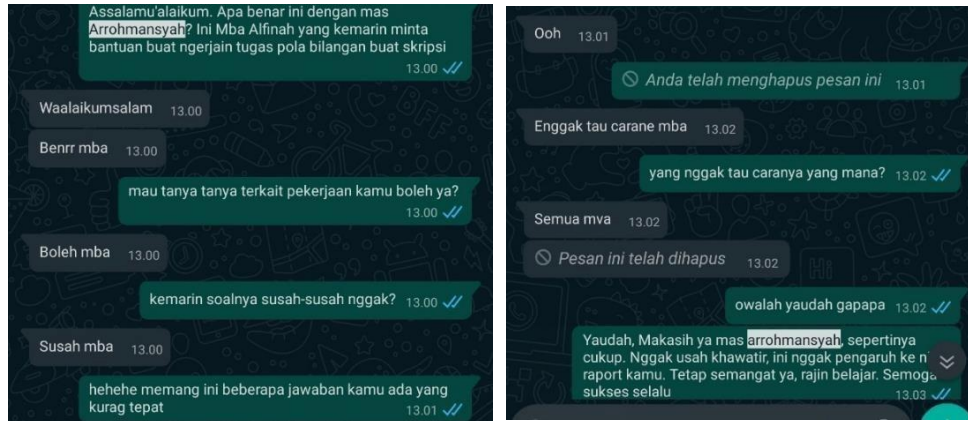 Assalamu'alaikum. Apa benar ini dengan mas
Arrohmansyah? Ini Mba Alfinah yang kemarin minta
bantuan buat ngerjain tugas pola bilangan buat skripsi
13.00
Waalaikumsalam 13.00
Benrr mba 13.00
mau tanya tanya terkait pekerjaan kamu boleh ya?
13.00
Boleh mba 13.00
kemarin soalnya susah-susah nggak? 13.00
Susah mba 13.00
hehehe memang ini beberapa jawaban kamu ada yang
kurag tepat 13.01
Ooh 13.01
Anda telah menghapus pesan ini 13.01
Enggak tau carane mba 13.02
yang nggak tau caranya yang mana? 13.02
Semua mva 13.02
Pesan ini telah dihapus 13.02
owalah yaudah gapapa 13.02
Yaudah, Makasih ya mas arrohmansyah, sepertinya
cukup. Nggak usah khawatir, ini nggak pengaruh ke
raport kamu. Tetap semangat ya, rajin belajar. Semoga
sukses selalu 13.03